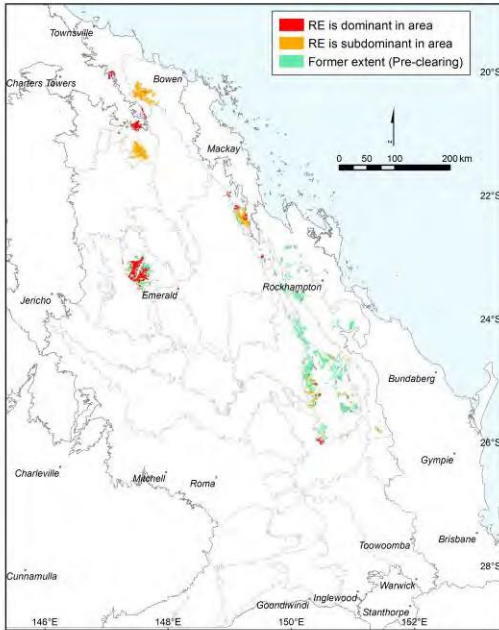 RE is dominant in area
RE is subdominant in area
Former extent (Pre-clearing)
Townsville
Charters Towers
Bowen
20°S
z
Mackay
0 50 100 200 km
22°S
Jericho
Emerald
Rockhampton
24°S
Bundaberg
26°S
Charleville
Mitchell
Roma
Gympie
Brisbane
Toowoomba
28°S
Cunnamulla
Goondiwindi
Inglewood
Warwick
Stanthorpe
146°E
148°E
150°E
152°E